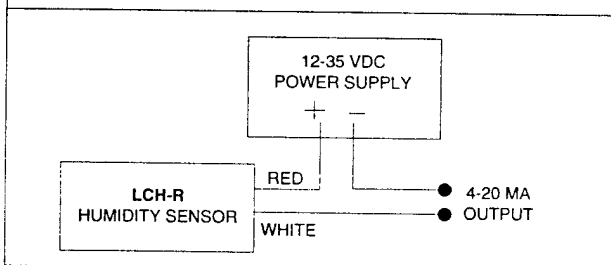 12-35 VDC
POWER SUPPLY
+ −
RED
LCH-R
HUMIDITY SENSOR
WHITE
4-20 MA
OUTPUT